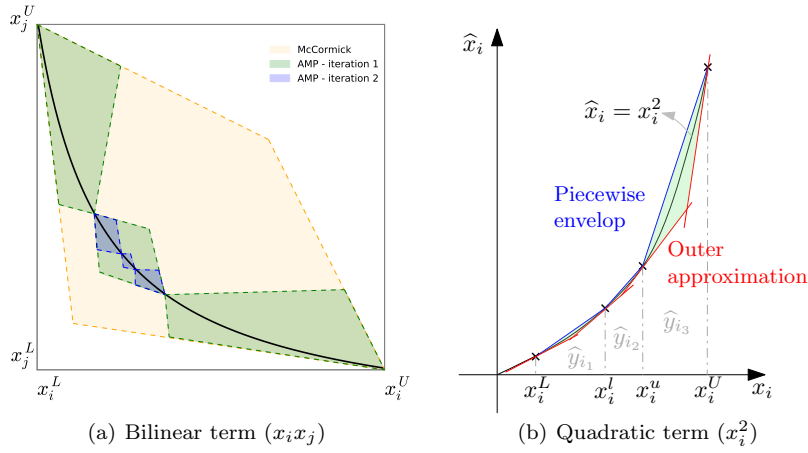 x_j^U
McCormick
AMP - iteration 1
AMP - iteration 2
x_j^L
x_i^L
x_i^U
(a) Bilinear term (x_i x_j)
x̂_i
x̂_i = x_i^2
Piecewise
envelop
Outer
approximation
ŷ_{i_1}
ŷ_{i_2}
ŷ_{i_3}
x_i^L
x_i^l
x_i^u
x_i^U
x_i
(b) Quadratic term (x_i^2)